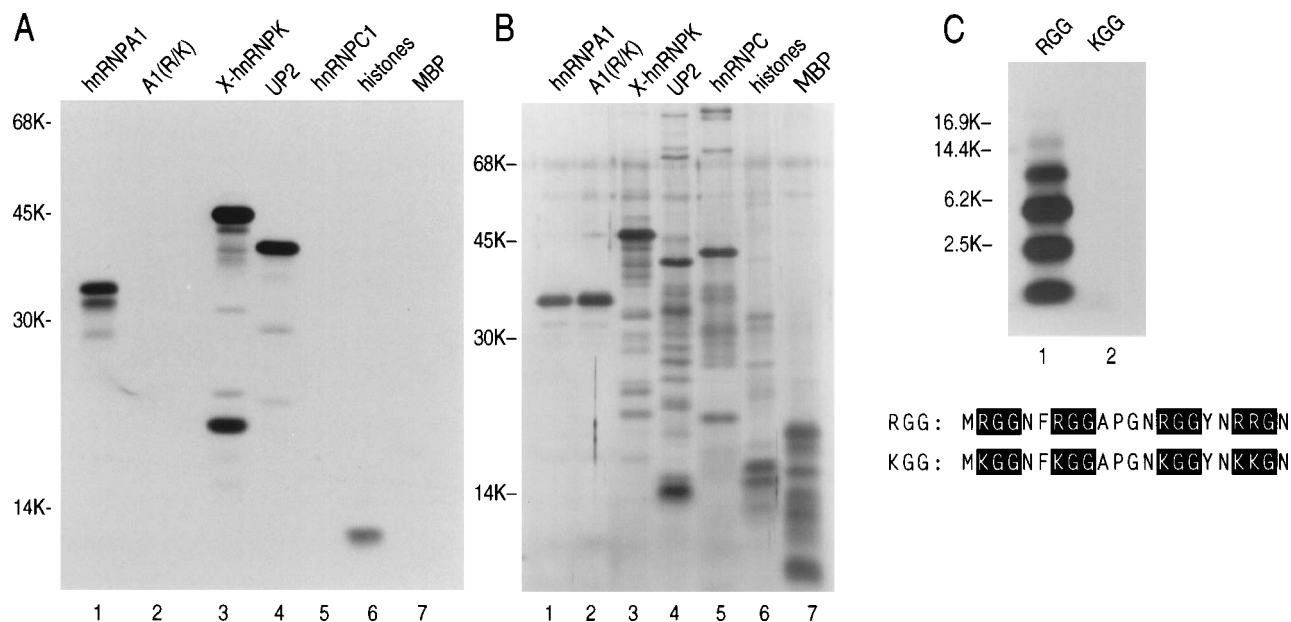 A
hnRNPA1
A1(R/K)
X-hnRNPK
UP2
hnRNPC1
histones
MBP
68K-
45K-
30K-
14K-
1 2 3 4 5 6 7
B
hnRNPA1
A1(R/K)
X-hnRNPK
UP2
hnRNPC
histones
MBP
68K–
45K–
30K–
14K–
1 2 3 4 5 6 7
C
RGG
KGG
16.9K–
14.4K–
6.2K–
2.5K–
1 2
RGG: MRGGNFRGGAPGNRGGYNRRGN
KGG: MKGGNFKGGAPGNKGGYNKKGN